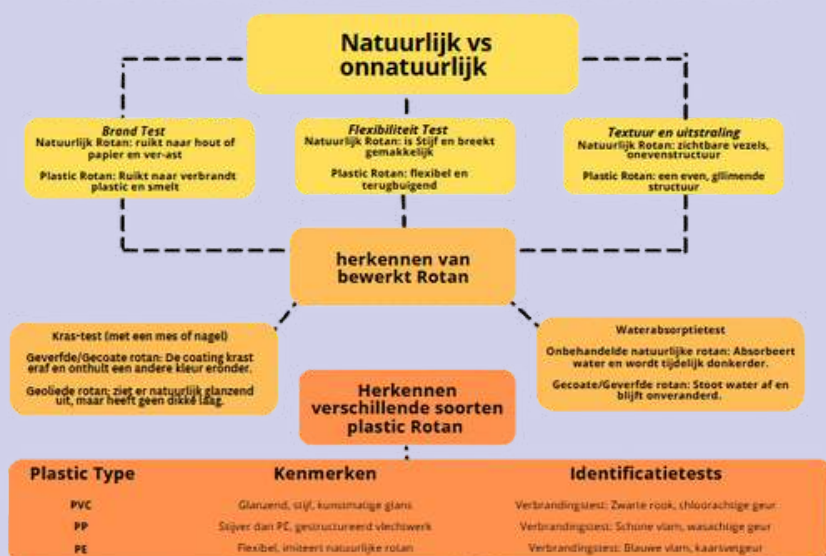 Natuurlijk vs
onnatuurlijk
Brand Test
Natuurlijk Rotan: ruikt naar hout of
papier en ver-ast
Plastic Rotan: Ruikt naar verbrandt
plastic en smelt
Flexibiliteit Test
Natuurlijk Rotan: is Stijf en breekt
gemakkelijk
Plastic Rotan: flexibel en
terugbuigend
Textuur en uitstraling
Natuurlijk Rotan: zichtbare vezels,
onevenstructuur
Plastic Rotan: een even, gllimende
structuur
herkennen van
bewerkt Rotan
Kras-test (met een mes of nagel)
Geverfde/Gecoate rotan: De coating krast
eraf en onthult een andere kleur eronder.
Geoliede rotan: ziet er natuurlijk glanzend
uit, maar heeft geen dikke laag.
Waterabsorptietest
Onbehandelde natuurlijke rotan: Absorbeert
water en wordt tijdelijk donkerder.
Gecoate/Geverfde rotan: Stoot water af en
blijft onveranderd.
Herkennen
verschillende soorten
plastic Rotan
Plastic Type Kenmerken Identificatietests
PVC Glanzend, stijf, kunstmatige glans Verbrandingstest: Zwarte rook, chloorachtige geur
PP Stijver dan PE, gestructureerd vlechtwerk Verbrandingstest: Schone vlam, wasachtige geur
PE Flexibel, imiteert natuurlijke rotan Verbrandingstest: Blauwe vlam, kaarsvetgeur